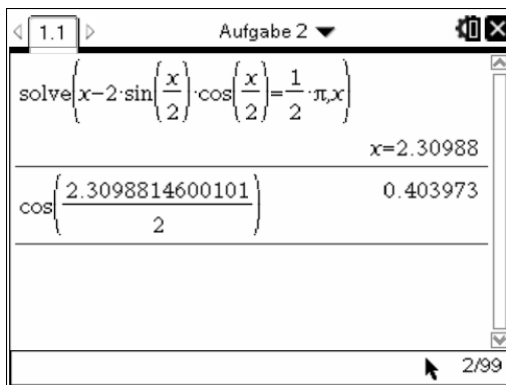 1.1 Aufgabe 2
solve(x-2·sin(x/2)·cos(x/2)=1/2·π,x)
x=2.30988
cos(2.3098814600101/2) 0.403973
2/99